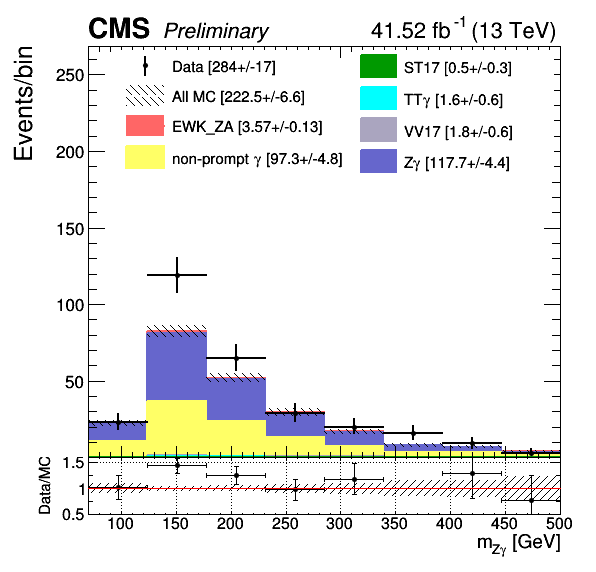 CMS Preliminary 41.52 fb⁻¹ (13 TeV)
Events/bin
250
200
150
100
50
Data [284+/-17]
All MC [222.5+/-6.6]
EWK_ZA [3.57+/-0.13]
non-prompt γ [97.3+/-4.8]
ST17 [0.5+/-0.3]
TTγ [1.6+/-0.6]
VV17 [1.8+/-0.6]
Zγ [117.7+/-4.4]
Data/MC
1.5
1
0.5
100 150 200 250 300 350 400 450 500
m_Zγ [GeV]